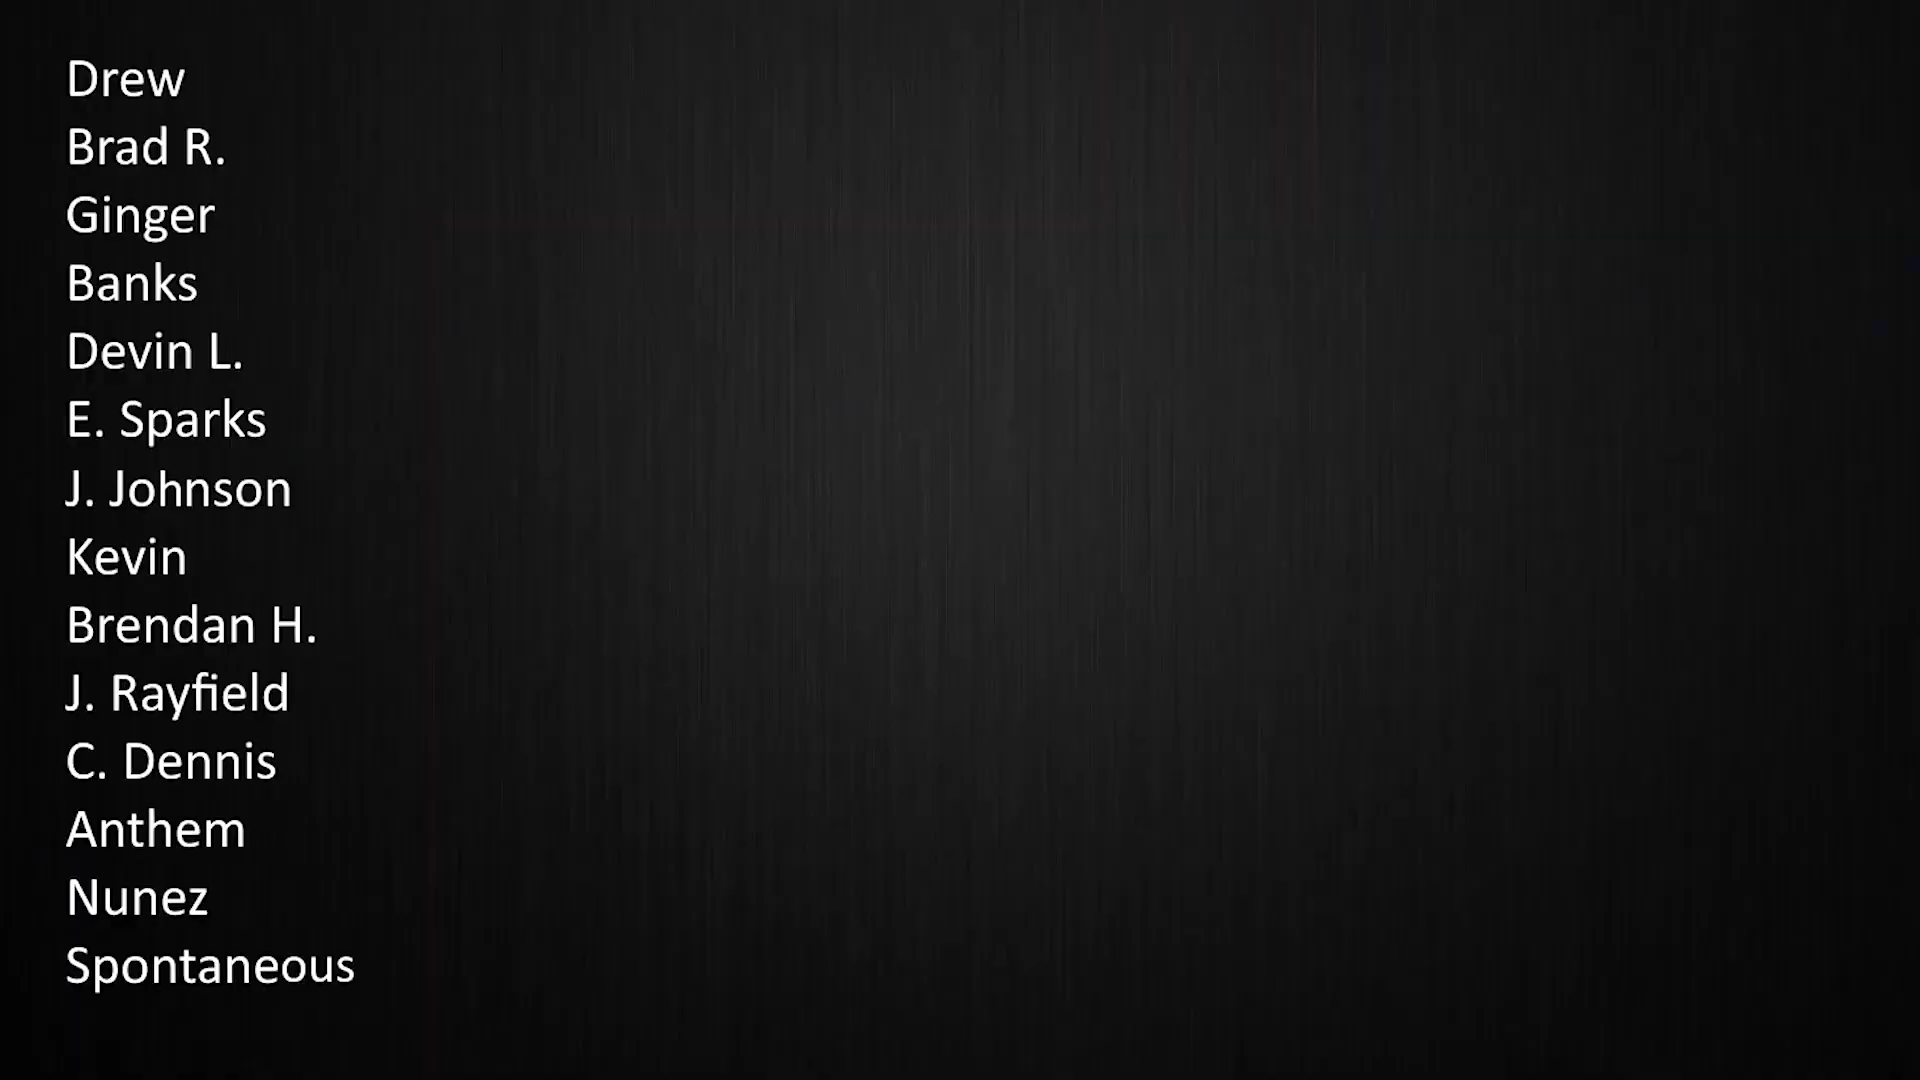 Drew
Brad R.
Ginger
Banks
Devin L.
E. Sparks
J. Johnson
Kevin
Brendan H.
J. Rayfield
C. Dennis
Anthem
Nunez
Spontaneous